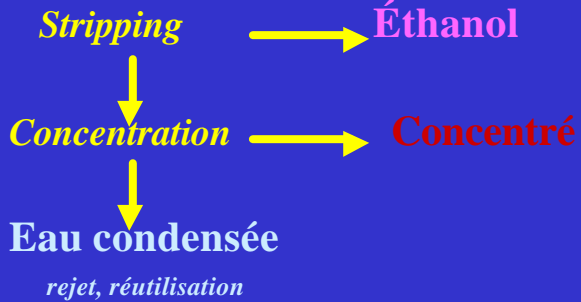 Stripping Éthanol
Concentration Concentré
Eau condensée
rejet, réutilisation